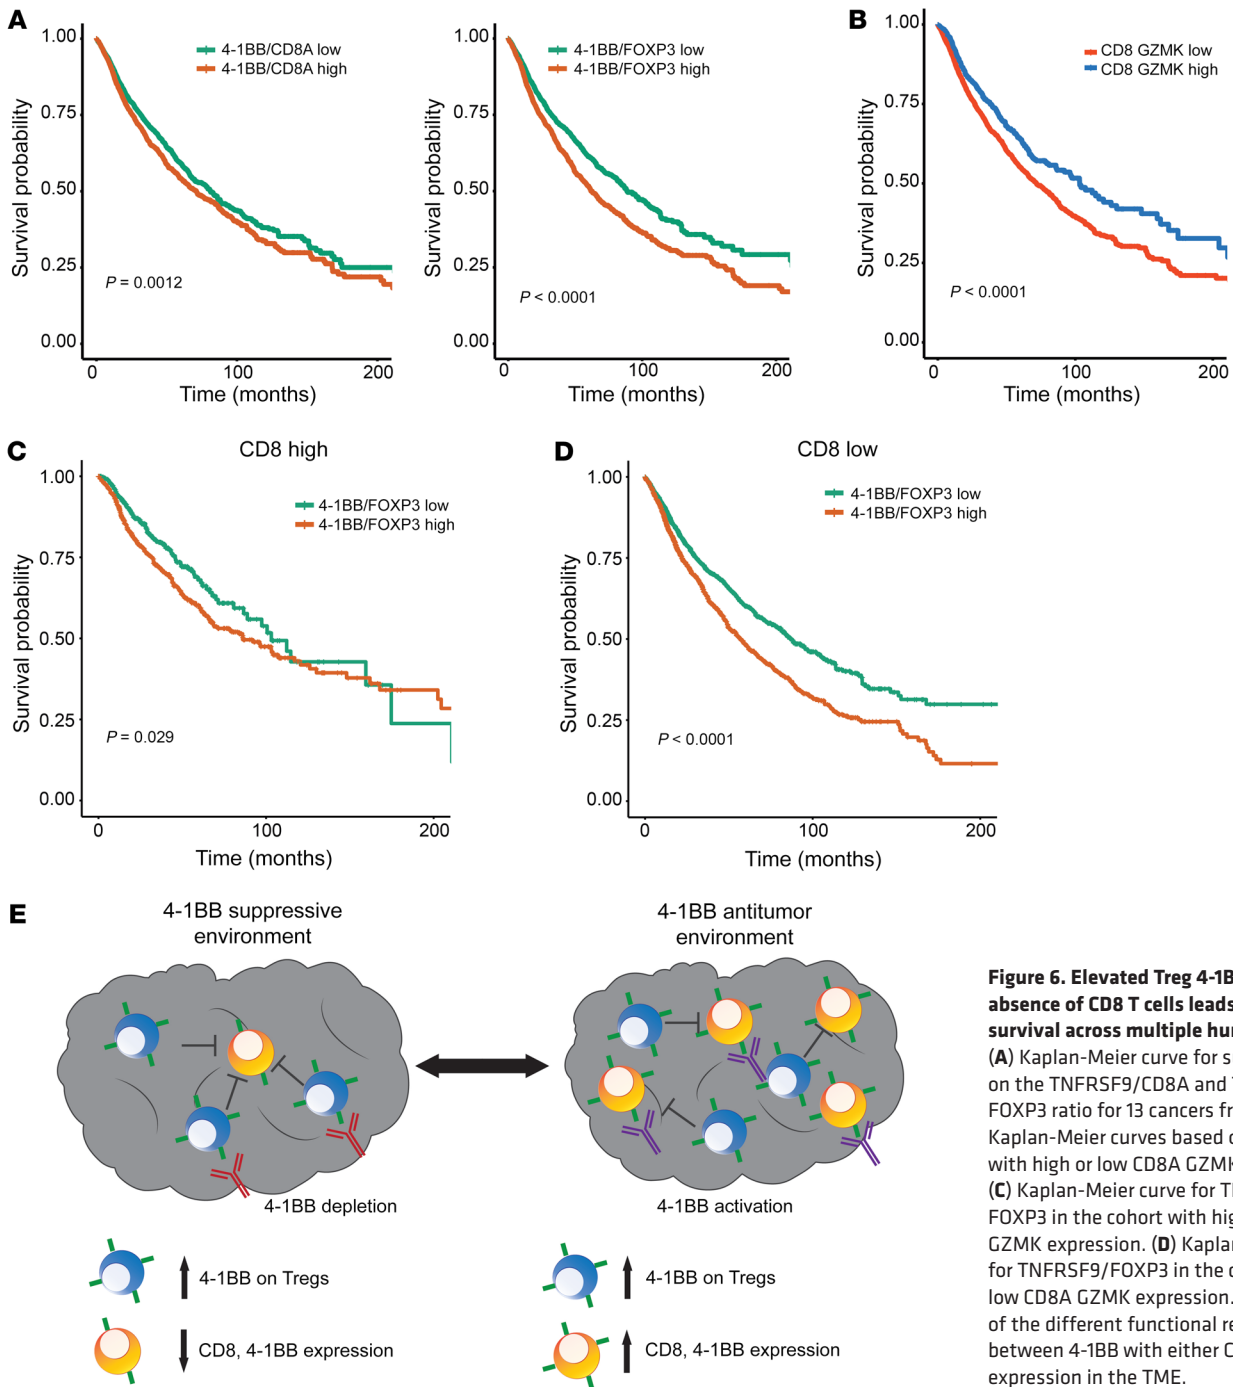 A
1.00
0.75
0.50
0.25
0.00
Survival probability
4-1BB/CD8A low
4-1BB/CD8A high
P = 0.0012
0 100 200
Time (months)
1.00
0.75
0.50
0.25
0.00
Survival probability
4-1BB/FOXP3 low
4-1BB/FOXP3 high
P < 0.0001
0 100 200
Time (months)
B
1.00
0.75
0.50
0.25
0.00
Survival probability
CD8 GZMK low
CD8 GZMK high
P < 0.0001
0 100 200
Time (months)
C
CD8 high
1.00
0.75
0.50
0.25
0.00
Survival probability
4-1BB/FOXP3 low
4-1BB/FOXP3 high
P = 0.029
0 100 200
Time (months)
D
CD8 low
1.00
0.75
0.50
0.25
0.00
Survival probability
4-1BB/FOXP3 low
4-1BB/FOXP3 high
P < 0.0001
0 100 200
Time (months)
E
4-1BB suppressive
environment
4-1BB depletion
4-1BB on Tregs
CD8, 4-1BB expression
4-1BB antitumor
environment
4-1BB activation
4-1BB on Tregs
CD8, 4-1BB expression
Figure 6. Elevated Treg 4-1B
absence of CD8 T cells leads
survival across multiple hur
(A) Kaplan-Meier curve for s
on the TNFRSF9/CD8A and T
FOXP3 ratio for 13 cancers fr
Kaplan-Meier curves based o
with high or low CD8A GZMK
(C) Kaplan-Meier curve for T
FOXP3 in the cohort with hig
GZMK expression. (D) Kaplan
for TNFRSF9/FOXP3 in the c
low CD8A GZMK expression.
of the different functional re
between 4-1BB with either C
expression in the TME.